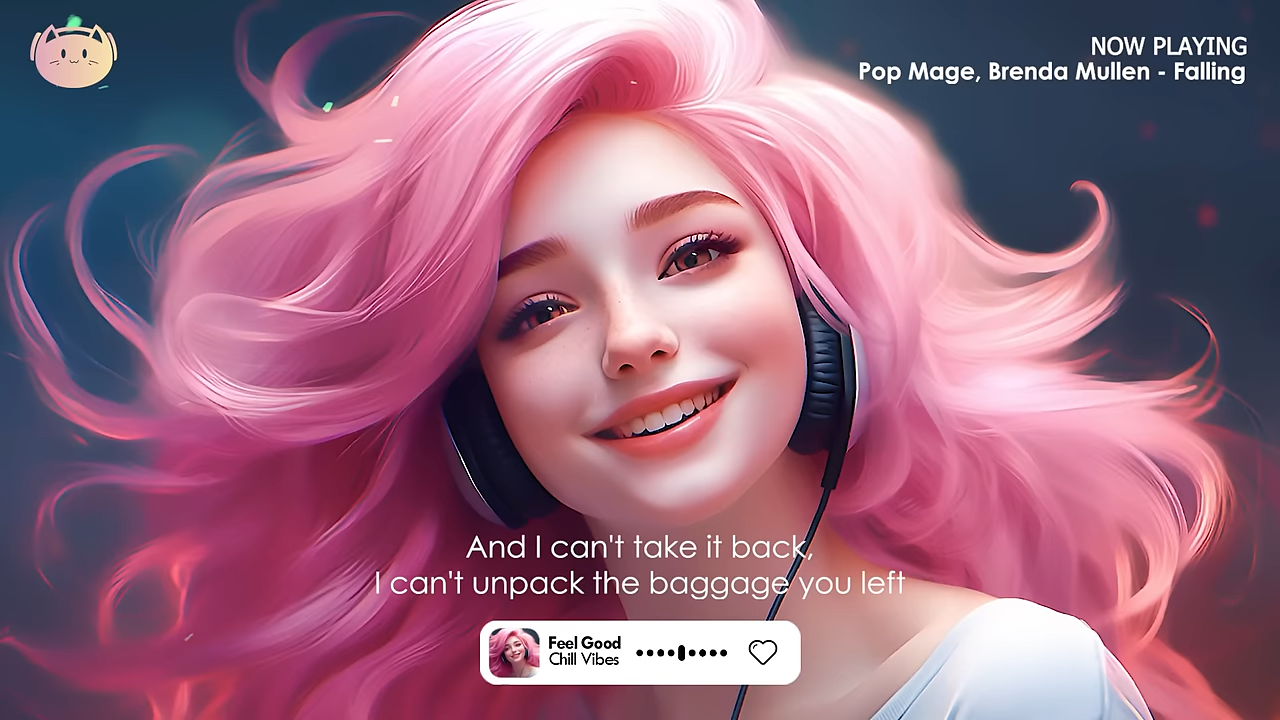 NOW PLAYING
Pop Mage, Brenda Mullen - Falling
And I can't take it back,
I can't unpack the baggage you left
Feel Good
Chill Vibes